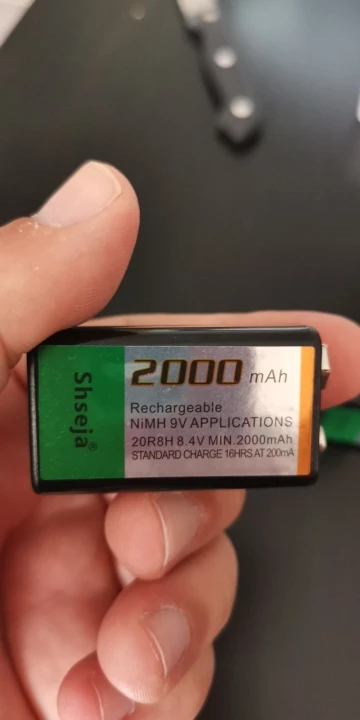 Shseja®
2000 mAh
Rechargeable
NiMH 9V APPLICATIONS
20R8H 8.4V MIN.2000mAh
STANDARD CHARGE 16HRS AT 200mA